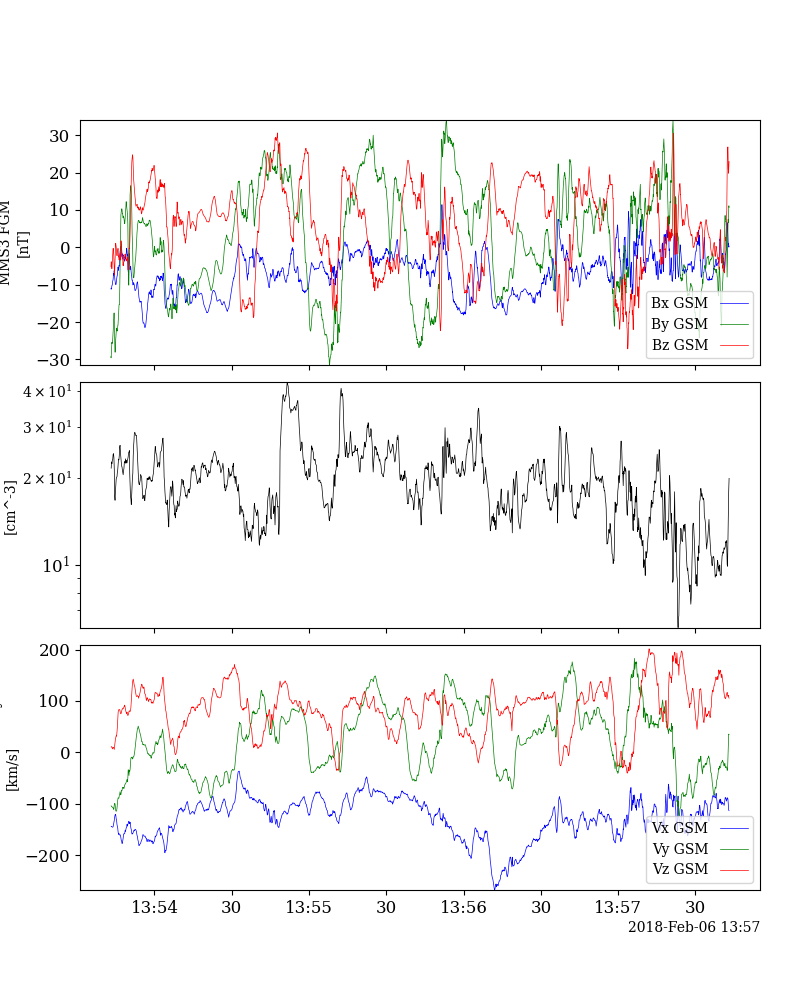 30
20
10
0
−10
−20
−30
MMS3 FGM
[nT]
Bx GSM
By GSM
Bz GSM
4 × 10¹
3 × 10¹
2 × 10¹
10¹
[cm^-3]
200
100
0
−100
−200
[km/s]
Vx GSM
Vy GSM
Vz GSM
13:54 30 13:55 30 13:56 30 13:57 30
2018-Feb-06 13:57